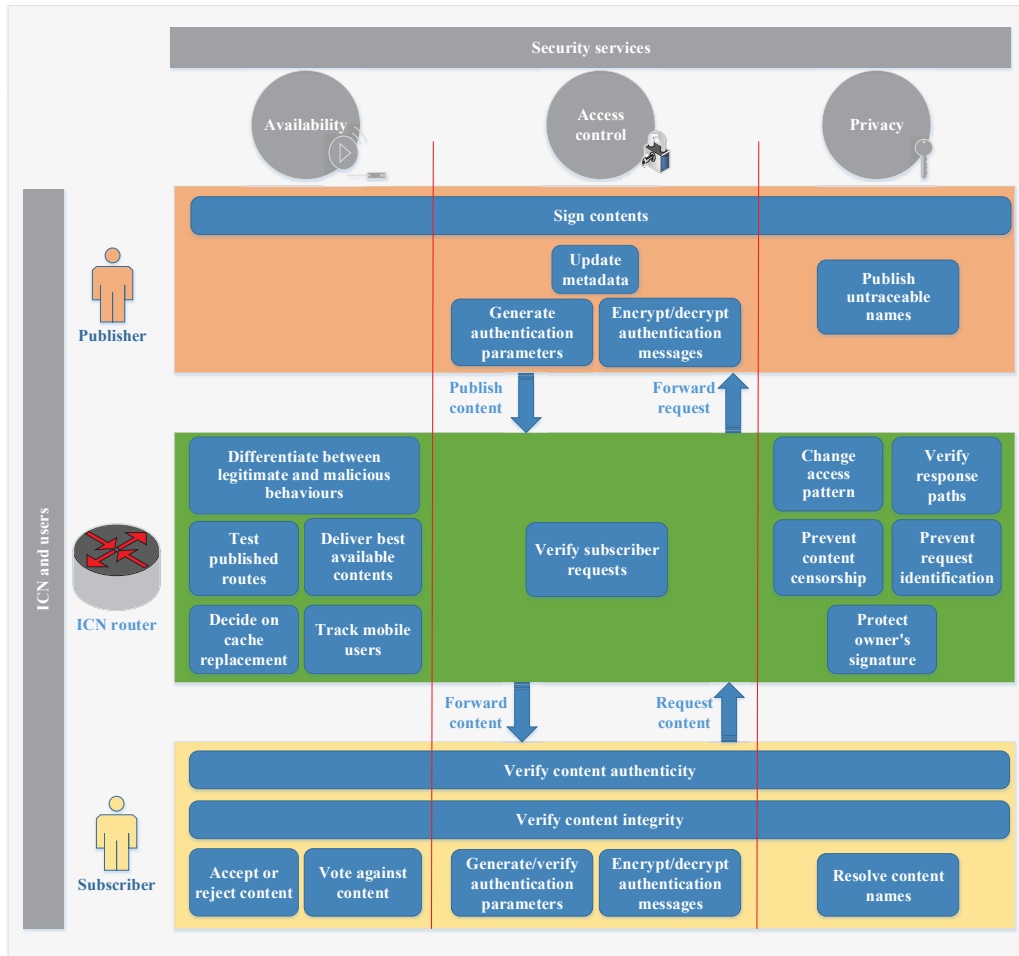 Security services
Availability
Access
control
Privacy
ICN and users
Publisher
Sign contents
Update
metadata
Generate
authentication
parameters
Encrypt/decrypt
authentication
messages
Publish
untraceable
names
Publish
content
Forward
request
ICN router
Differentiate between
legitimate and malicious
behaviours
Test
published
routes
Deliver best
available
contents
Decide on
cache
replacement
Track mobile
users
Verify subscriber
requests
Change
access
pattern
Verify
response
paths
Prevent
content
censorship
Prevent
request
identification
Protect
owner's
signature
Forward
content
Request
content
Subscriber
Verify content authenticity
Verify content integrity
Accept or
reject content
Vote against
content
Generate/verify
authentication
parameters
Encrypt/decrypt
authentication
messages
Resolve content
names